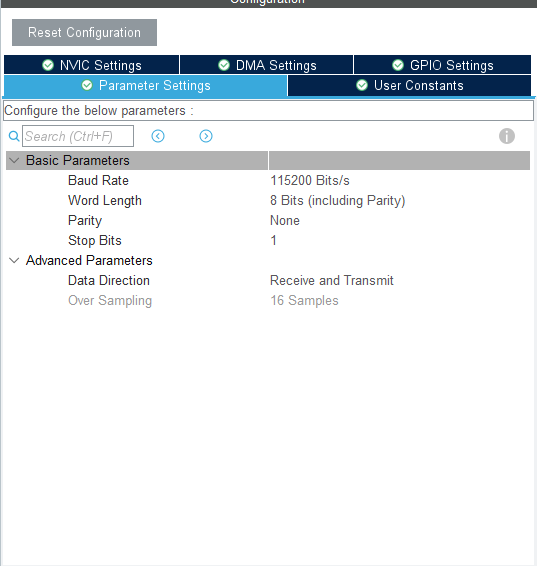 Configuration
Reset Configuration
NVIC Settings DMA Settings GPIO Settings
Parameter Settings User Constants
Configure the below parameters :
Search (Ctrl+F)
Basic Parameters
Baud Rate 115200 Bits/s
Word Length 8 Bits (including Parity)
Parity None
Stop Bits 1
Advanced Parameters
Data Direction Receive and Transmit
Over Sampling 16 Samples